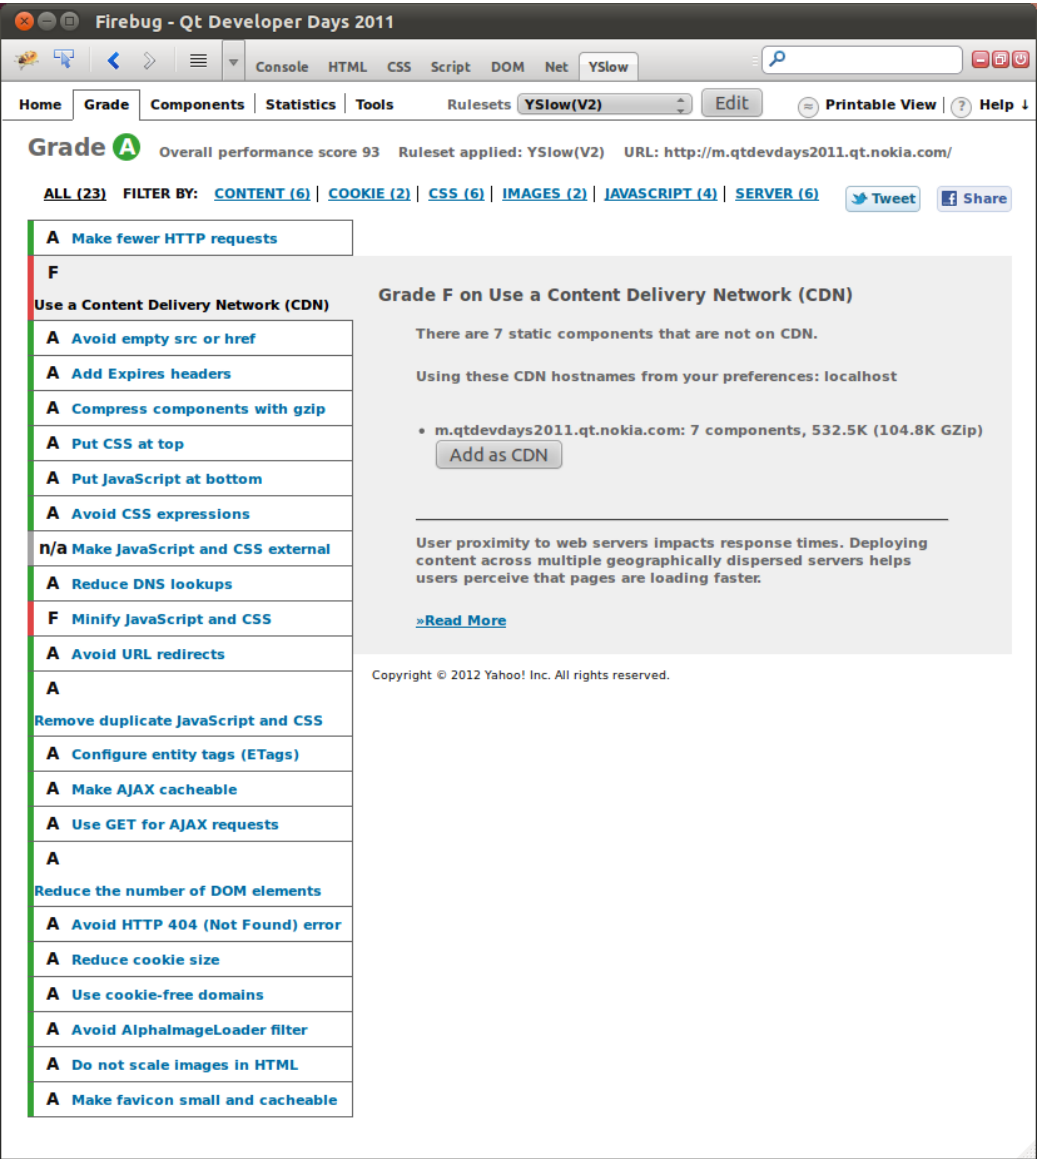 Firebug - Qt Developer Days 2011
Console HTML CSS Script DOM Net YSlow
Home Grade Components Statistics Tools Rulesets YSlow(V2) Edit Printable View ? Help ↓
Grade A Overall performance score 93 Ruleset applied: YSlow(V2) URL: http://m.qtdevdays2011.qt.nokia.com/
ALL (23) FILTER BY: CONTENT (6) | COOKIE (2) | CSS (6) | IMAGES (2) | JAVASCRIPT (4) | SERVER (6) Tweet Share
A Make fewer HTTP requests
F
Use a Content Delivery Network (CDN)
A Avoid empty src or href
A Add Expires headers
A Compress components with gzip
A Put CSS at top
A Put JavaScript at bottom
A Avoid CSS expressions
n/a Make JavaScript and CSS external
A Reduce DNS lookups
F Minify JavaScript and CSS
A Avoid URL redirects
A
Remove duplicate JavaScript and CSS
A Configure entity tags (ETags)
A Make AJAX cacheable
A Use GET for AJAX requests
A
Reduce the number of DOM elements
A Avoid HTTP 404 (Not Found) error
A Reduce cookie size
A Use cookie-free domains
A Avoid AlphaImageLoader filter
A Do not scale images in HTML
A Make favicon small and cacheable
Grade F on Use a Content Delivery Network (CDN)
There are 7 static components that are not on CDN.
Using these CDN hostnames from your preferences: localhost
• m.qtdevdays2011.qt.nokia.com: 7 components, 532.5K (104.8K GZip)
Add as CDN
User proximity to web servers impacts response times. Deploying
content across multiple geographically dispersed servers helps
users perceive that pages are loading faster.
»Read More
Copyright © 2012 Yahoo! Inc. All rights reserved.